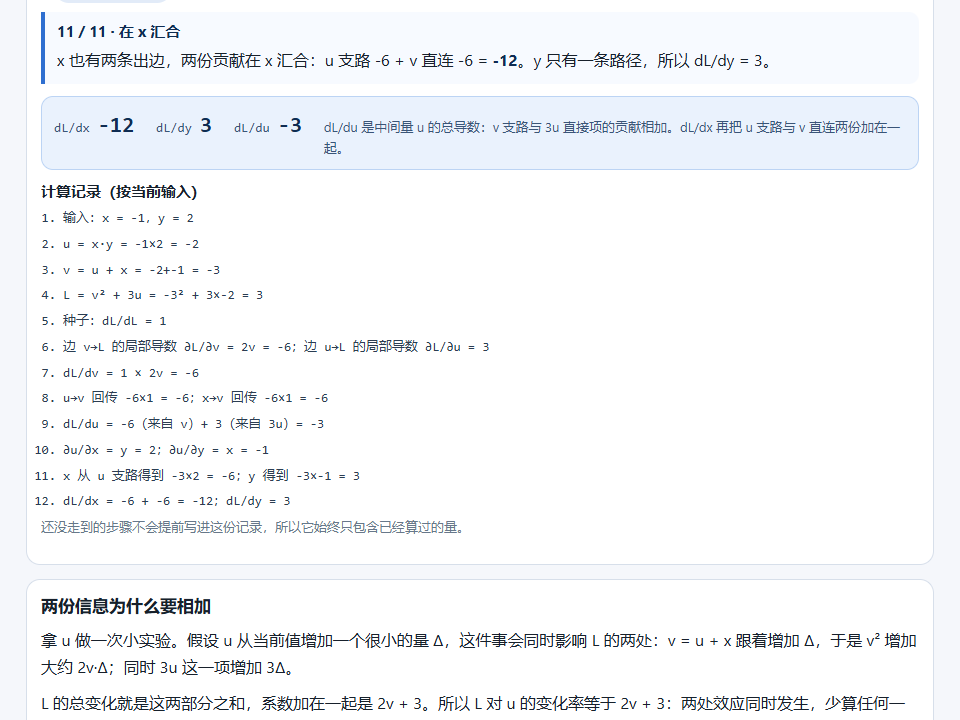 11 / 11 · 在 x 汇合
x 也有两条出边，两份贡献在 x 汇合：u 支路 -6 + v 直连 -6 = -12。y 只有一条路径，所以 dL/dy = 3。
dL/dx -12 dL/dy 3 dL/du -3 dL/du 是中间量 u 的总导数：v 支路与 3u 直接项的贡献相加。dL/dx 再把 u 支路与 v 直连两份加在一
起。
计算记录（按当前输入）
1. 输入：x = -1，y = 2
2. u = x·y = -1×2 = -2
3. v = u + x = -2+-1 = -3
4. L = v² + 3u = -3² + 3×-2 = 3
5. 种子：dL/dL = 1
6. 边 v→L 的局部导数 ∂L/∂v = 2v = -6；边 u→L 的局部导数 ∂L/∂u = 3
7. dL/dv = 1 × 2v = -6
8. u→v 回传 -6×1 = -6；x→v 回传 -6×1 = -6
9. dL/du = -6（来自 v）+ 3（来自 3u）= -3
10. ∂u/∂x = y = 2；∂u/∂y = x = -1
11. x 从 u 支路得到 -3×2 = -6；y 得到 -3×-1 = 3
12. dL/dx = -6 + -6 = -12；dL/dy = 3
还没走到的步骤不会提前写进这份记录，所以它始终只包含已经算过的量。
两份信息为什么要相加
拿 u 做一次小实验。假设 u 从当前值增加一个很小的量 Δ，这件事会同时影响 L 的两处：v = u + x 跟着增加 Δ，于是 v² 增加
大约 2v·Δ；同时 3u 这一项增加 3Δ。
L 的总变化就是这两部分之和，系数加在一起是 2v + 3。所以 L 对 u 的变化率等于 2v + 3：两处效应同时发生，少算任何一